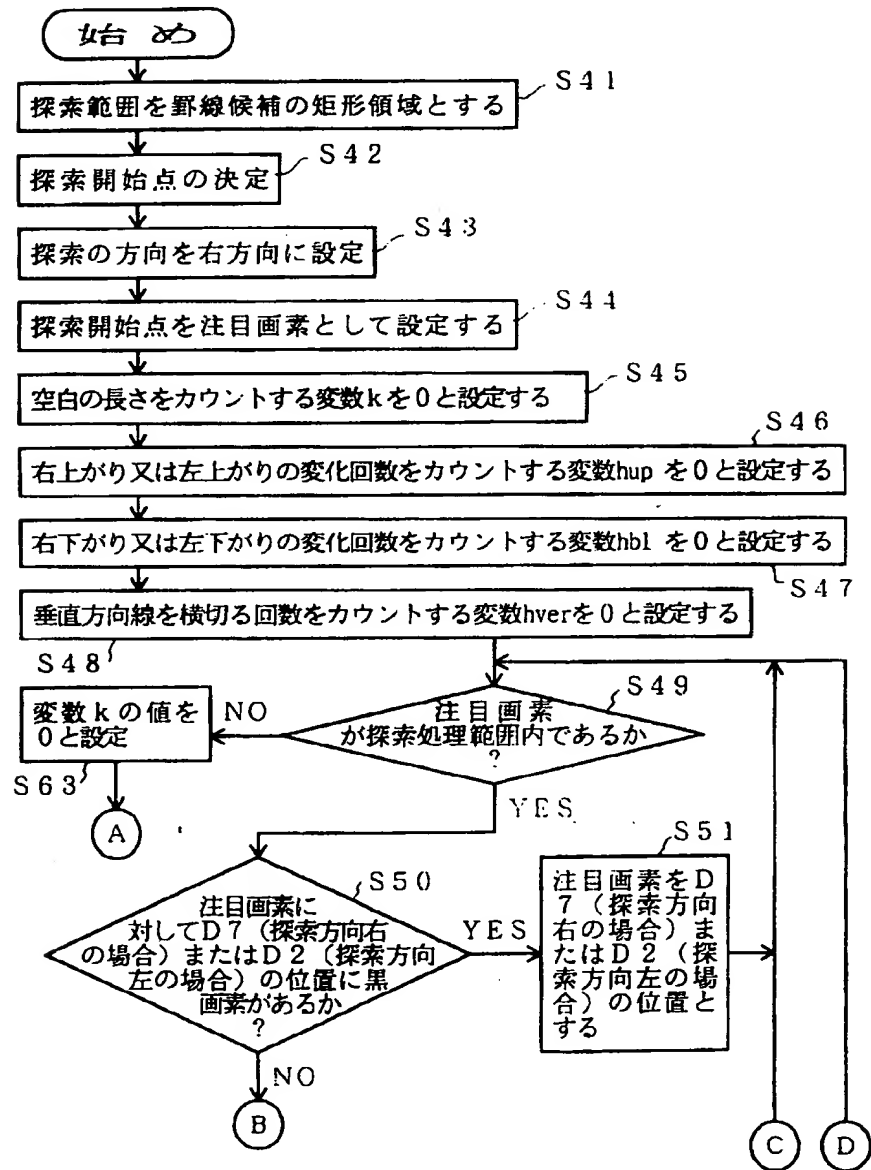 始め
S41
探索範囲を罫線候補の矩形領域とする
S42
探索開始点の決定
S43
探索の方向を右方向に設定
S44
探索開始点を注目画素として設定する
S45
空白の長さをカウントする変数kを0と設定する
S46
右上がり又は左上がりの変化回数をカウントする変数hup を0と設定する
右下がり又は左下がりの変化回数をカウントする変数hbl を0と設定する
S47
垂直方向線を横切る回数をカウントする変数hverを0と設定する
S48
S49
注目画素
が探索処理範囲内であるか
?
NO
変数kの値を
0と設定
S63
A
YES
S50
注目画素に
対してD7(探索方向右
の場合)またはD2(探索方向
左の場合)の位置に黒
画素があるか
?
YES
S51
注目画素をD
7(探索方向
右の場合)ま
たはD2(探
索方向左の場
合)の位置と
する
NO
B
C
D